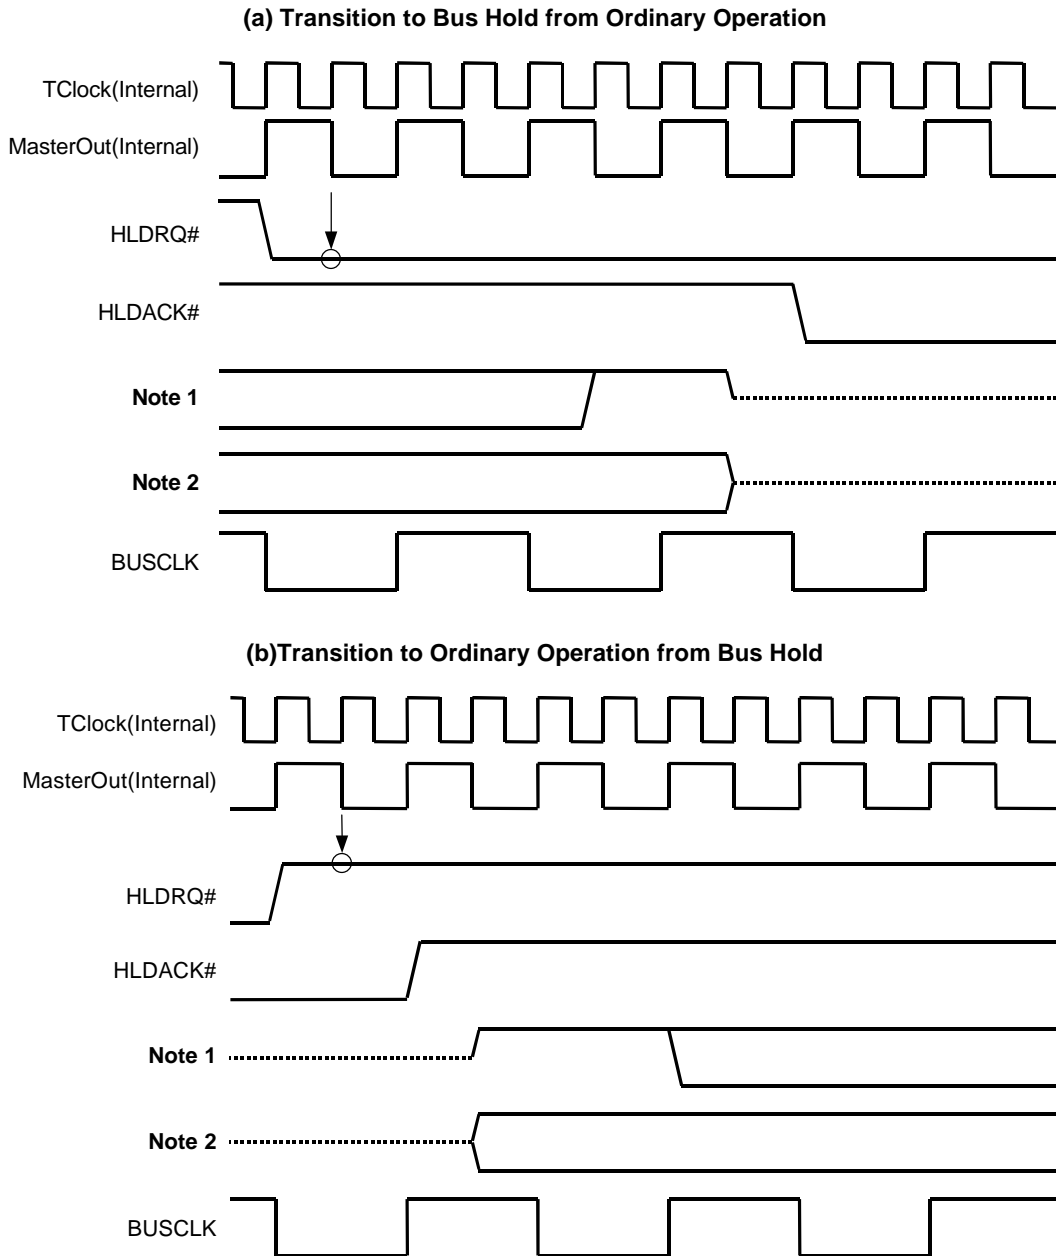 (a) Transition to Bus Hold from Ordinary Operation
TClock(Internal)
MasterOut(Internal)
HLDRQ#
HLDACK#
Note 1
Note 2
BUSCLK
(b)Transition to Ordinary Operation from Bus Hold
TClock(Internal)
MasterOut(Internal)
HLDRQ#
HLDACK#
Note 1
Note 2
BUSCLK